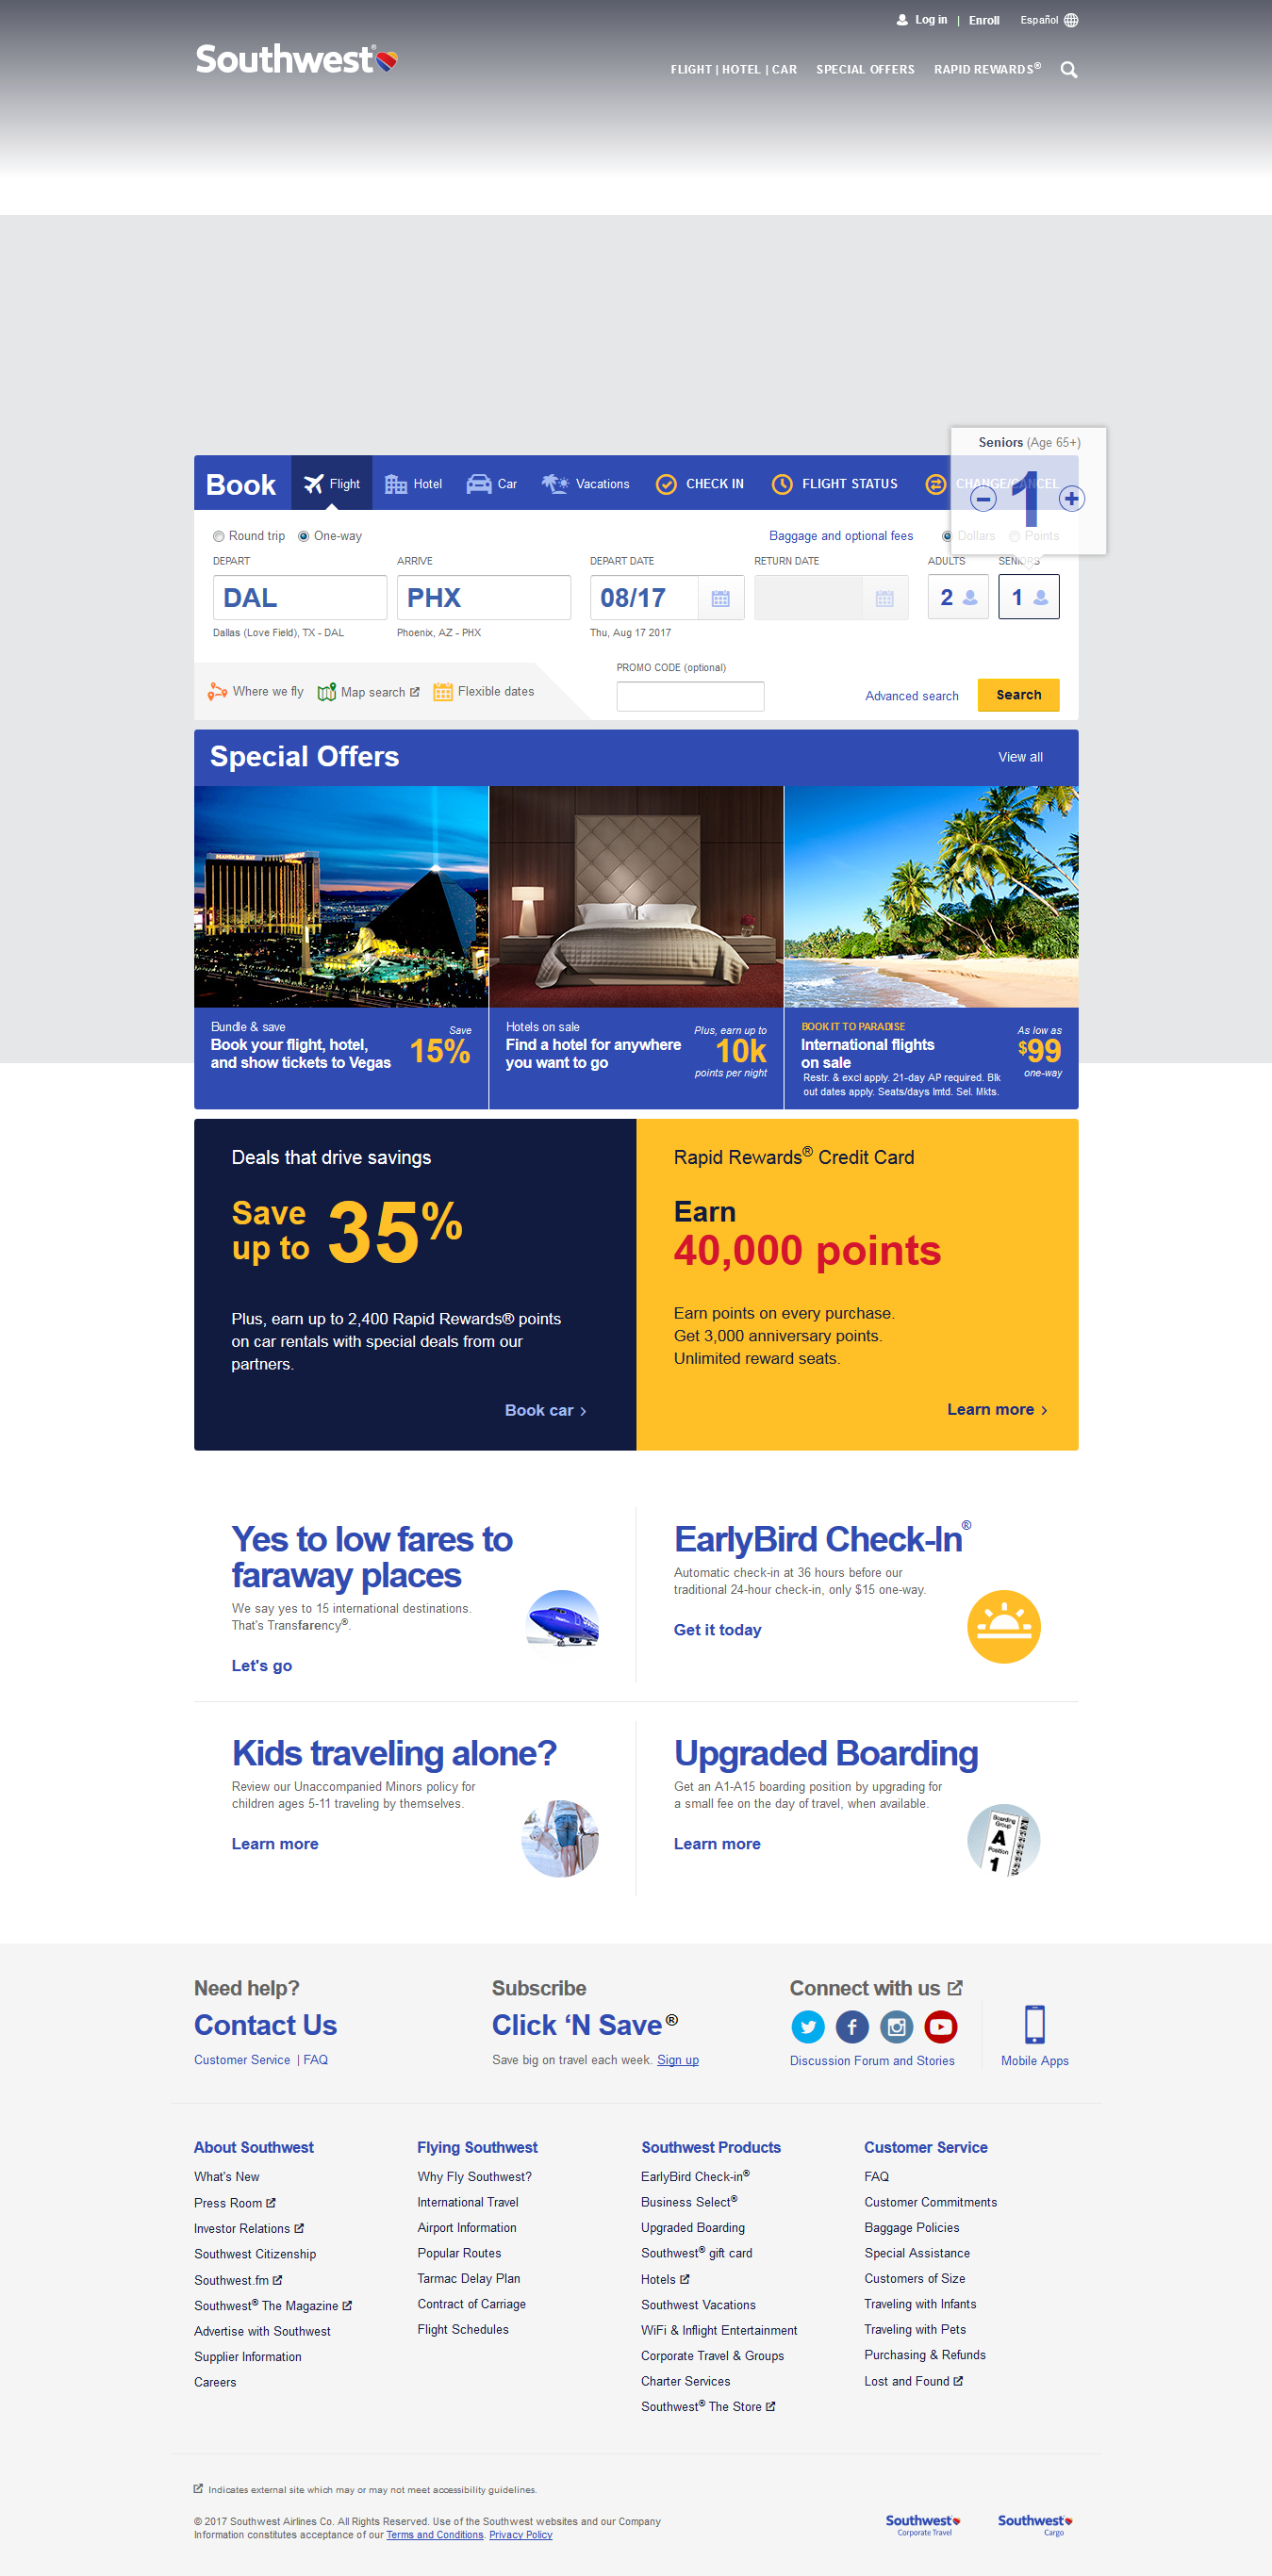 Log in | Enroll Español
Southwest®
FLIGHT | HOTEL | CAR SPECIAL OFFERS RAPID REWARDS®
Seniors (Age 65+)
1
Book Flight Hotel Car Vacations CHECK IN FLIGHT STATUS CHANGE/CANCEL
Round trip One-way Baggage and optional fees Dollars Points
DEPART ARRIVE DEPART DATE RETURN DATE ADULTS SENIORS
DAL PHX 08/17 2 1
Dallas (Love Field), TX - DAL Phoenix, AZ - PHX Thu, Aug 17 2017
PROMO CODE (optional)
Where we fly Map search Flexible dates Advanced search Search
Special Offers View all
MANDALAY BAY
Bundle & save
Book your flight, hotel,
and show tickets to Vegas
Save
15%
Hotels on sale
Find a hotel for anywhere
you want to go
Plus, earn up to
10k
points per night
BOOK IT TO PARADISE
International flights
on sale
Restr. & excl apply. 21-day AP required. Blk
out dates apply. Seats/days lmtd. Sel. Mkts.
As low as
$99
one-way
Deals that drive savings
Save
up to 35%
Plus, earn up to 2,400 Rapid Rewards® points
on car rentals with special deals from our
partners.
Book car
Rapid Rewards® Credit Card
Earn
40,000 points
Earn points on every purchase.
Get 3,000 anniversary points.
Unlimited reward seats.
Learn more
Yes to low fares to
faraway places
We say yes to 15 international destinations.
That's Transfarency®.
Let's go
EarlyBird Check-In®
Automatic check-in at 36 hours before our
traditional 24-hour check-in, only $15 one-way.
Get it today
Kids traveling alone?
Review our Unaccompanied Minors policy for
children ages 5-11 traveling by themselves.
Learn more
Upgraded Boarding
Get an A1-A15 boarding position by upgrading for
a small fee on the day of travel, when available.
Learn more
Boarding
Group
A
Position
1
Need help?
Contact Us
Customer Service | FAQ
Subscribe
Click ‘N Save®
Save big on travel each week. Sign up
Connect with us
Discussion Forum and Stories
Mobile Apps
About Southwest
What's New
Press Room
Investor Relations
Southwest Citizenship
Southwest.fm
Southwest® The Magazine
Advertise with Southwest
Supplier Information
Careers
Flying Southwest
Why Fly Southwest?
International Travel
Airport Information
Popular Routes
Tarmac Delay Plan
Contract of Carriage
Flight Schedules
Southwest Products
EarlyBird Check-in®
Business Select®
Upgraded Boarding
Southwest® gift card
Hotels
Southwest Vacations
WiFi & Inflight Entertainment
Corporate Travel & Groups
Charter Services
Southwest® The Store
Customer Service
FAQ
Customer Commitments
Baggage Policies
Special Assistance
Customers of Size
Traveling with Infants
Traveling with Pets
Purchasing & Refunds
Lost and Found
Indicates external site which may or may not meet accessibility guidelines.
© 2017 Southwest Airlines Co. All Rights Reserved. Use of the Southwest websites and our Company
Information constitutes acceptance of our Terms and Conditions. Privacy Policy
Southwest
Corporate Travel
Southwest
Cargo